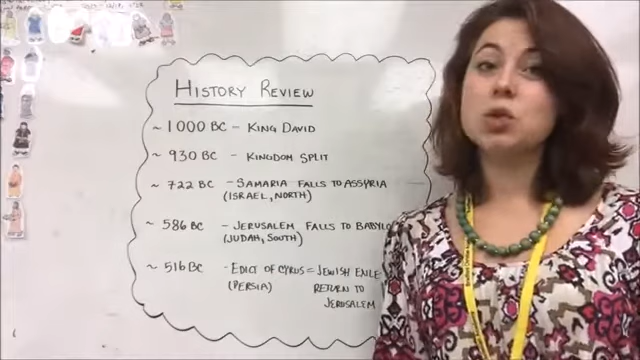 HISTORY REVIEW
~ 1000 BC - KING DAVID
~ 930 BC - KINGDOM SPLIT
~ 722 BC - SAMARIA FALLS TO ASSYRIA
(ISRAEL, NORTH)
~ 586 BC - JERUSALEM FALLS TO BABYLO
(JUDAH, SOUTH)
~ 516 BC - EDICT OF CYRUS = JEWISH EXILE
(PERSIA) RETURN TO
JERUSALEM